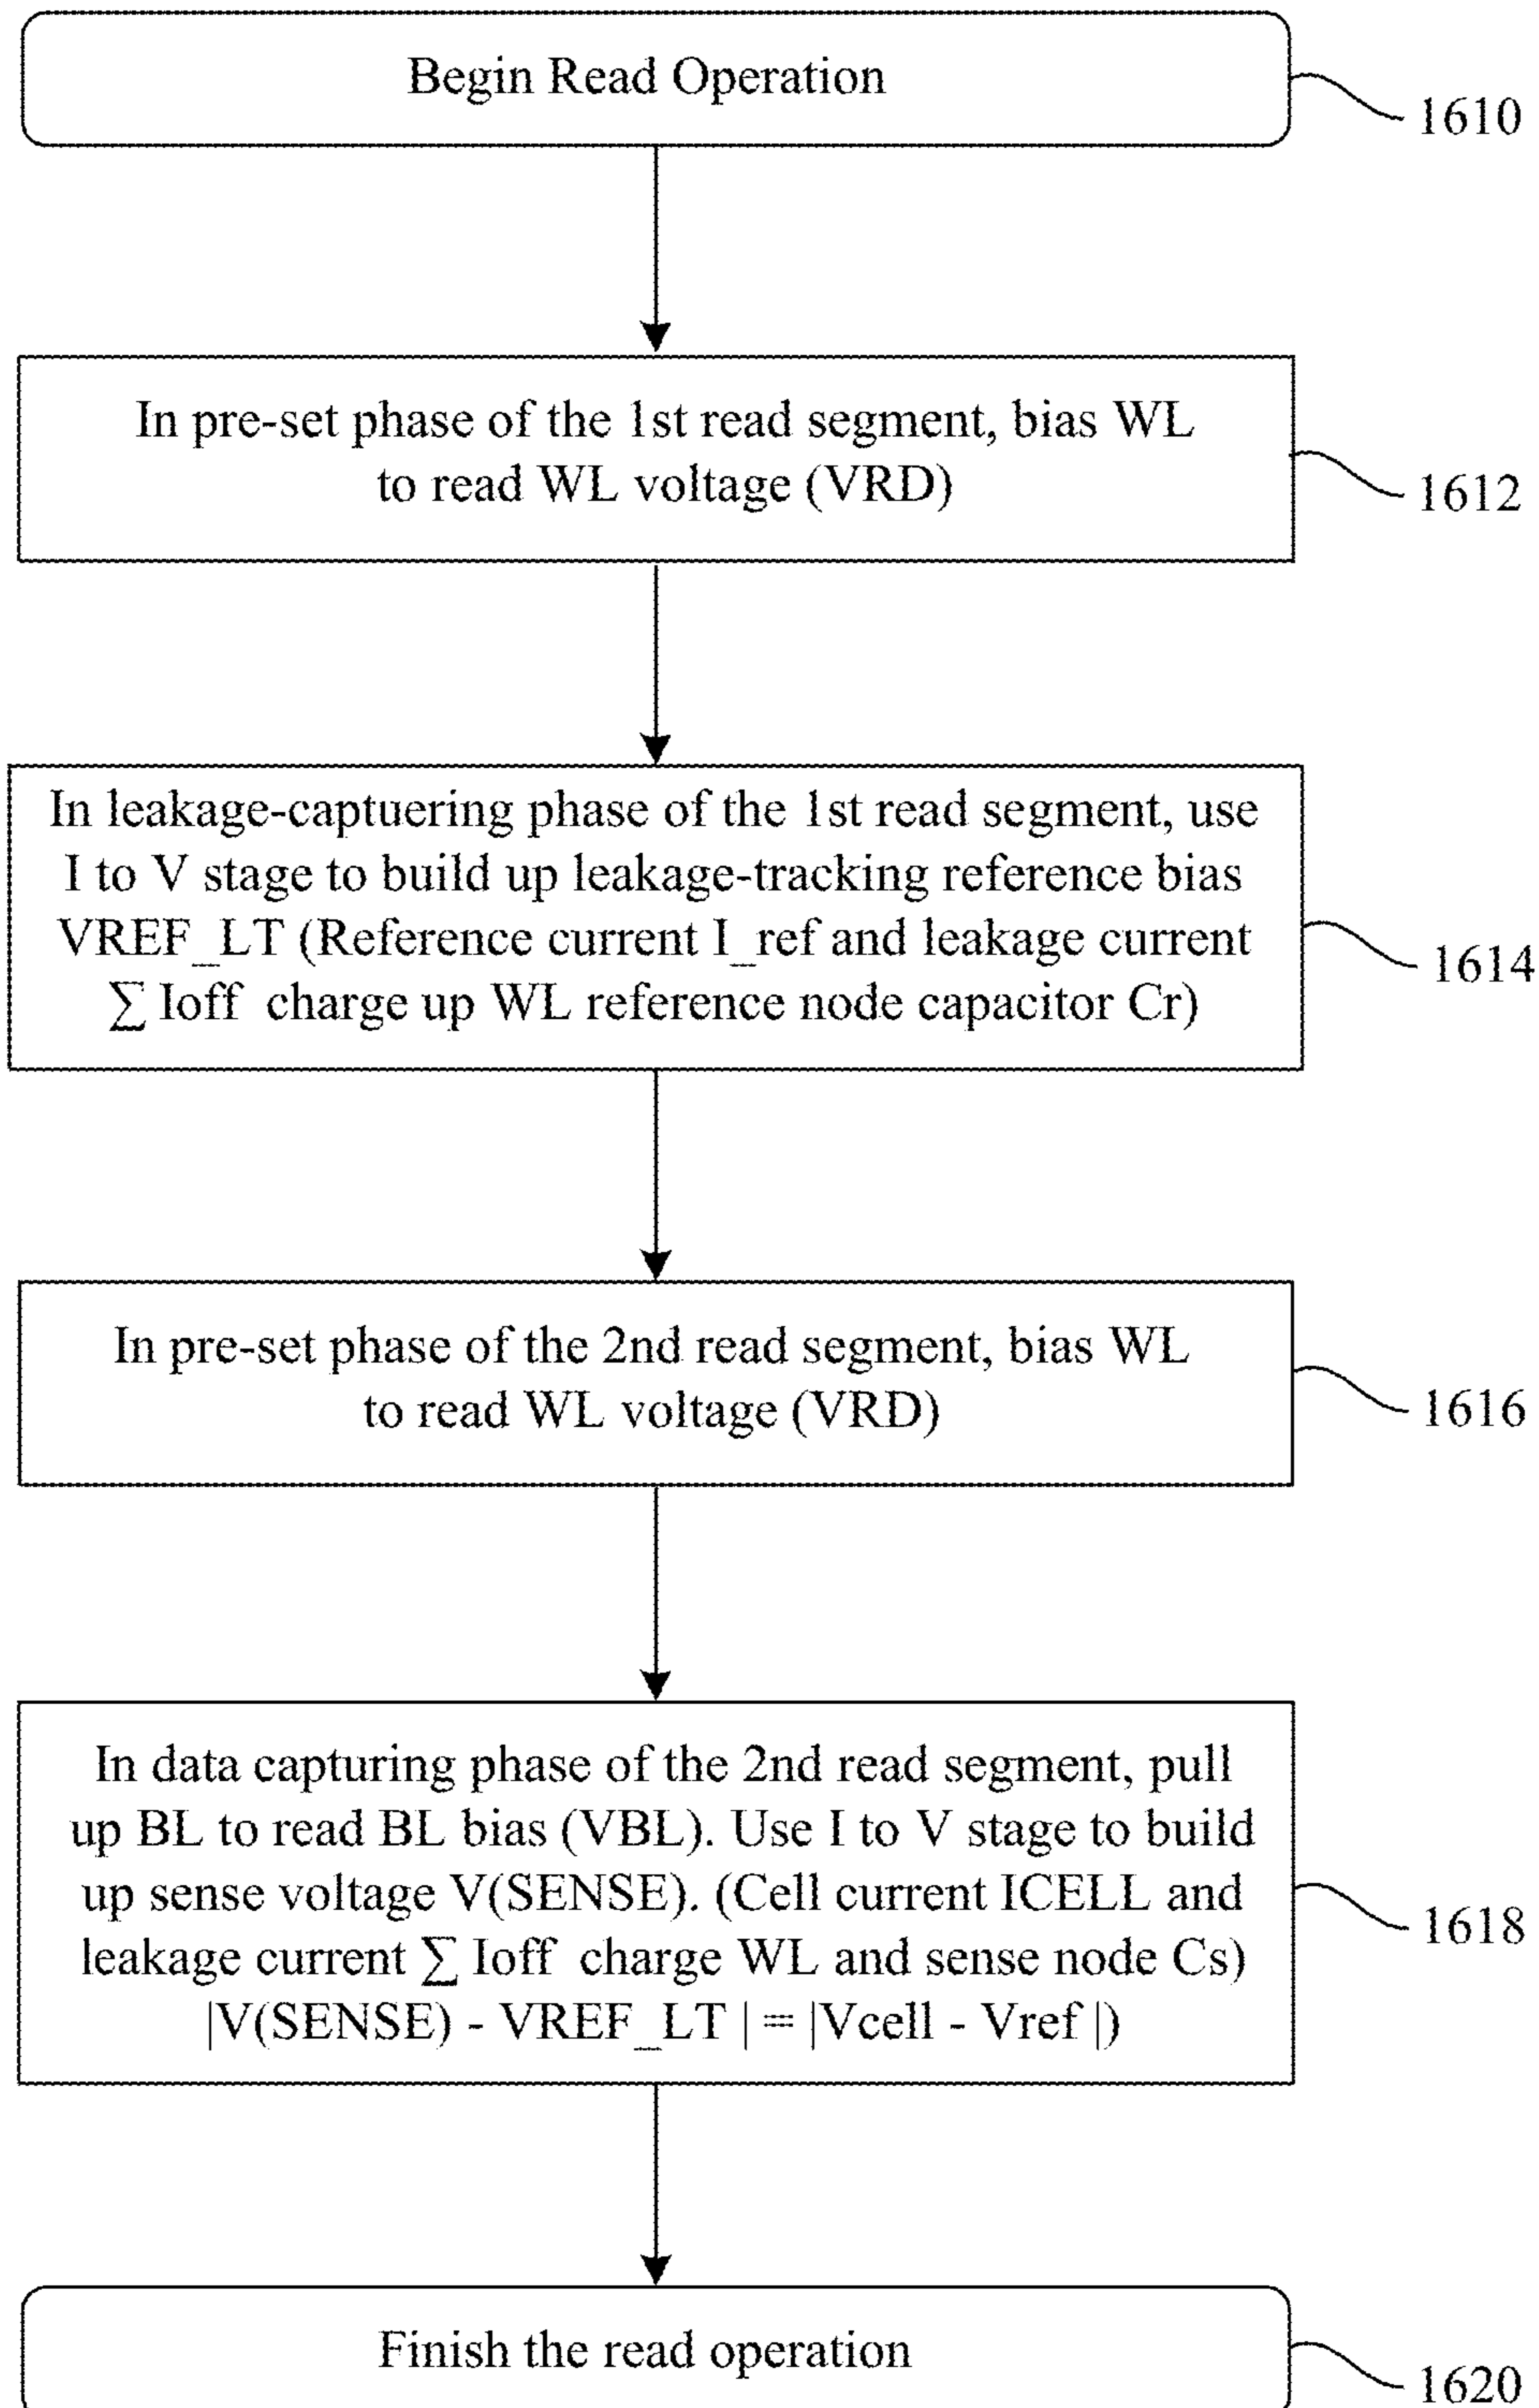 Begin Read Operation
1610
In pre-set phase of the 1st read segment, bias WL
to read WL voltage (VRD)
1612
In leakage-captuering phase of the 1st read segment, use
I to V stage to build up leakage-tracking reference bias
VREF_LT (Reference current I_ref and leakage current
∑ Ioff charge up WL reference node capacitor Cr)
1614
In pre-set phase of the 2nd read segment, bias WL
to read WL voltage (VRD)
1616
In data capturing phase of the 2nd read segment, pull
up BL to read BL bias (VBL). Use I to V stage to build
up sense voltage V(SENSE). (Cell current ICELL and
leakage current ∑ Ioff charge WL and sense node Cs)
|V(SENSE) - VREF_LT | = |Vcell - Vref |)
1618
Finish the read operation
1620